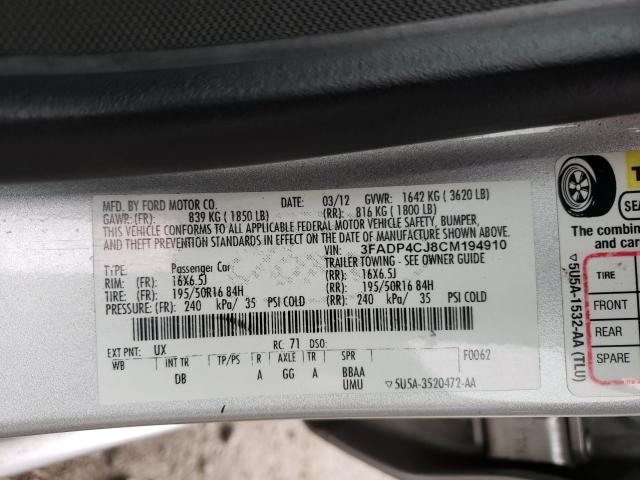 MFD. BY FORD MOTOR CO.    DATE: 03/12    GVWR: 1642 KG ( 3620 LB)
GAWR: (FR): 839 KG ( 1850 LB)    (RR): 816 KG ( 1800 LB)
THIS VEHICLE CONFORMS TO ALL APPLICABLE FEDERAL MOTOR VEHICLE SAFETY, BUMPER,
AND THEFT PREVENTION STANDARDS IN EFFECT ON THE DATE OF MANUFACTURE SHOWN ABOVE
VIN: 3FADP4CJ8CM194910
TYPE: Passenger Car    TRAILER TOWING - SEE OWNER GUIDE
RIM: (FR): 16X6.5J    (RR): 16X6.5J
TIRE: (FR): 195/50R16 84H    (RR): 195/50R16 84H
PRESSURE: (FR): 240 kPa/ 35 PSI COLD    (RR): 240 kPa/ 35 PSI COLD
EXT PNT: UX    RC: 71    DSO:    F0062
WB    INT TR    TP/PS    R    AXLE    TR    SPR
DB    A    GG    A    BBAA
UMU    ▽5U5A-3520472-AA
▽5U5A-1532-AA (TLU)
The combin
and car
TIRE
FRONT
REAR
SPARE